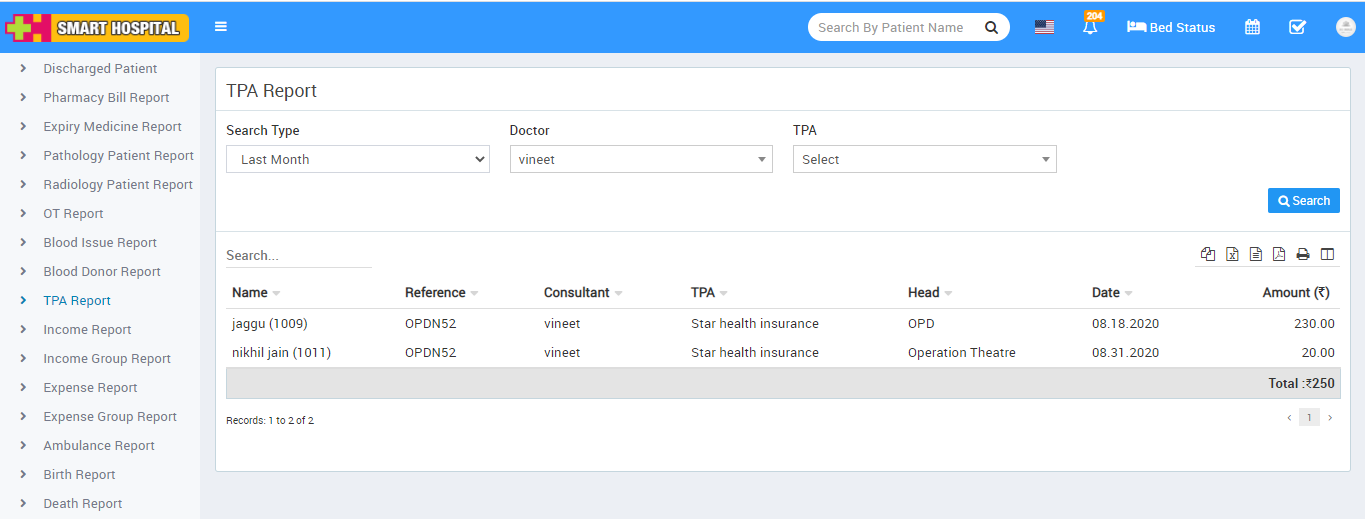 SMART HOSPITAL
Search By Patient Name
204
Bed Status
Discharged Patient
Pharmacy Bill Report
Expiry Medicine Report
Pathology Patient Report
Radiology Patient Report
OT Report
Blood Issue Report
Blood Donor Report
TPA Report
Income Report
Income Group Report
Expense Report
Expense Group Report
Ambulance Report
Birth Report
Death Report
TPA Report
Search Type Doctor TPA
Last Month vineet Select
Search
Search...
Name Reference Consultant TPA Head Date Amount (₹)
jaggu (1009) OPDN52 vineet Star health insurance OPD 08.18.2020 230.00
nikhil jain (1011) OPDN52 vineet Star health insurance Operation Theatre 08.31.2020 20.00
Total :₹250
Records: 1 to 2 of 2
1